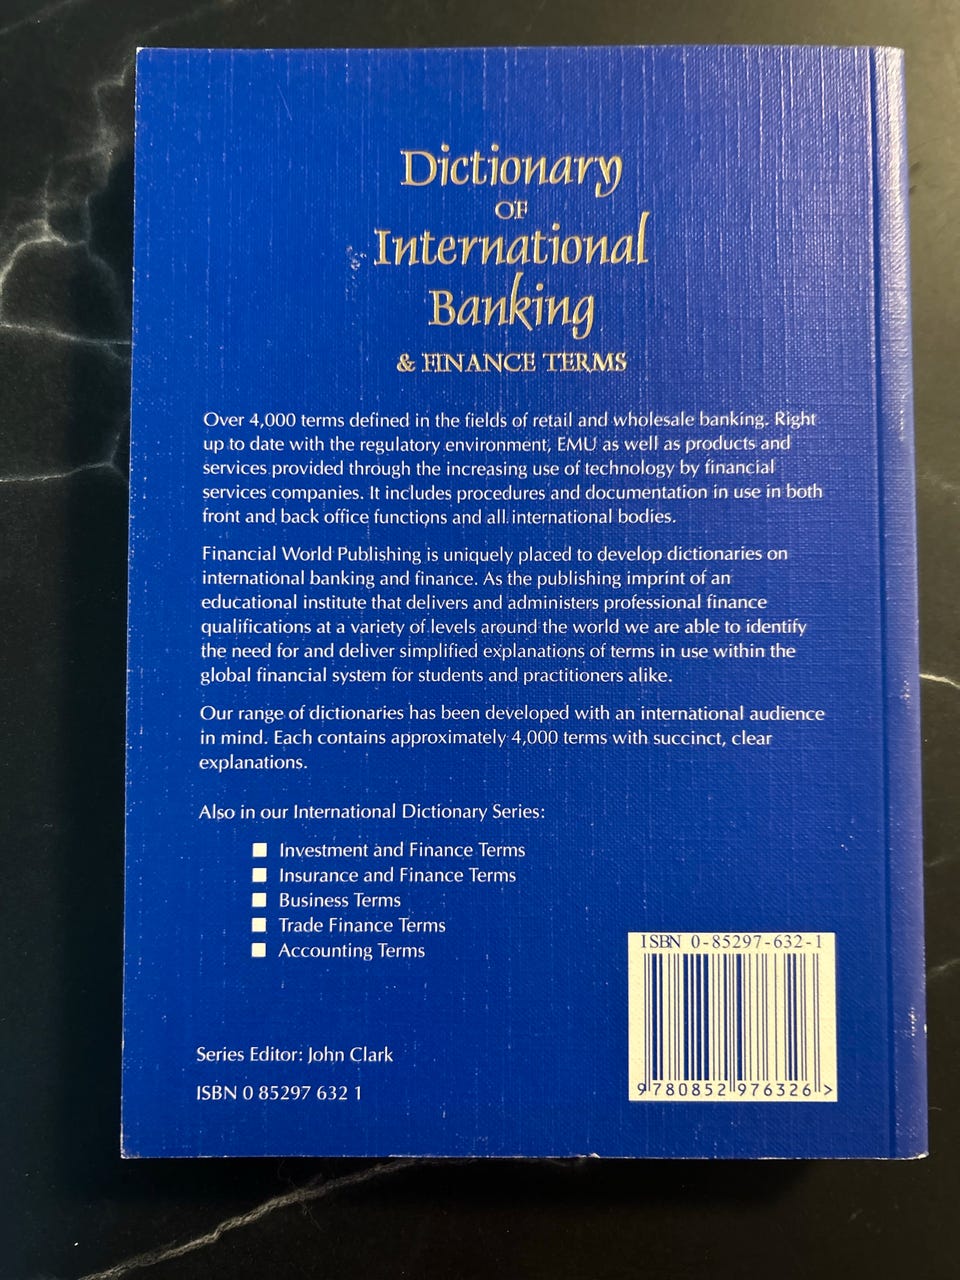 Dictionary
OF
International
Banking
& FINANCE TERMS
Over 4,000 terms defined in the fields of retail and wholesale banking. Right
up to date with the regulatory environment, EMU as well as products and
services provided through the increasing use of technology by financial
services companies. It includes procedures and documentation in use in both
front and back office functions and all international bodies.
Financial World Publishing is uniquely placed to develop dictionaries on
international banking and finance. As the publishing imprint of an
educational institute that delivers and administers professional finance
qualifications at a variety of levels around the world we are able to identify
the need for and deliver simplified explanations of terms in use within the
global financial system for students and practitioners alike.
Our range of dictionaries has been developed with an international audience
in mind. Each contains approximately 4,000 terms with succinct, clear
explanations.
Also in our International Dictionary Series:
Investment and Finance Terms
Insurance and Finance Terms
Business Terms
Trade Finance Terms
Accounting Terms
ISBN 0-85297-632-1
9 780852 976326 >
Series Editor: John Clark
ISBN 0 85297 632 1